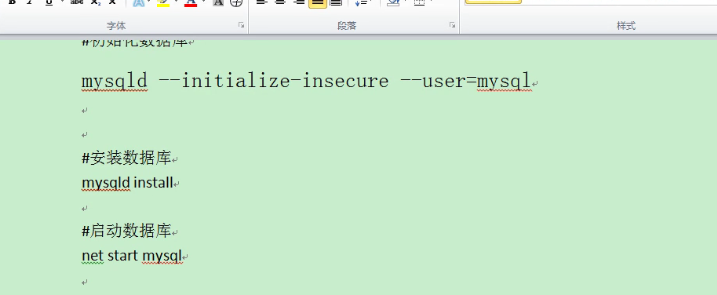 字体
段落
样式
#初始化数据库
mysqld --initialize-insecure --user=mysql
#安装数据库
mysqld install
#启动数据库
net start mysql